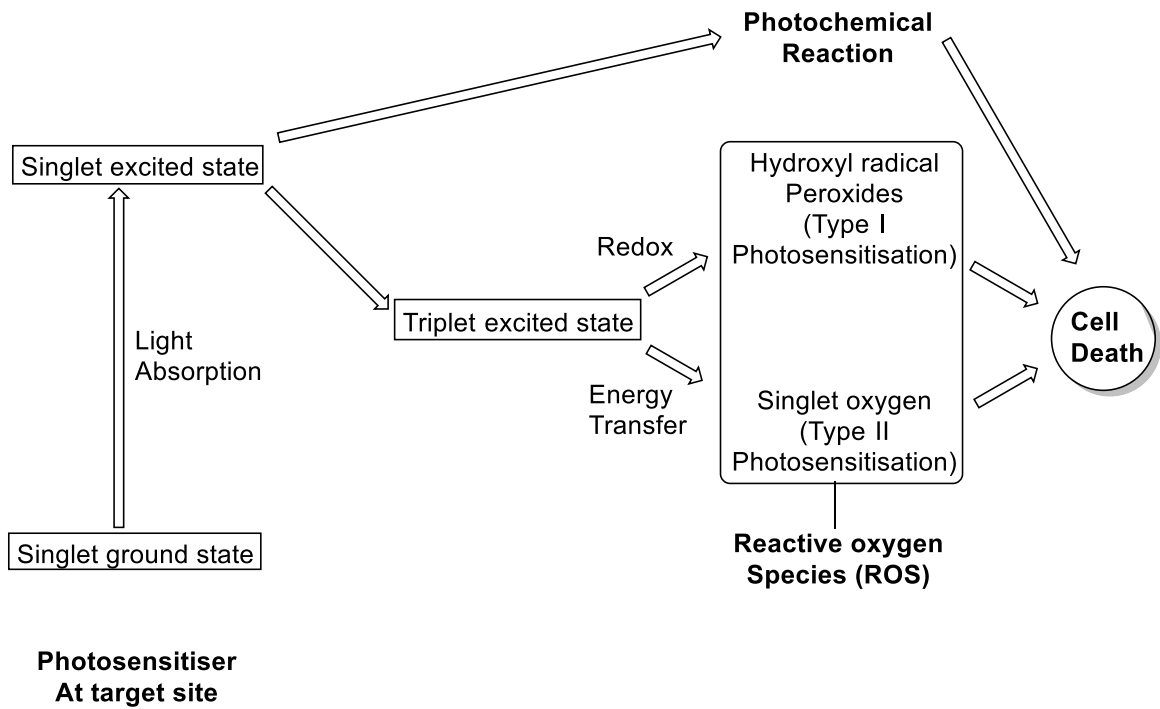 Photochemical
Reaction
Singlet excited state
Hydroxyl radical
Peroxides
(Type I
Photosensitisation)
Redox
Triplet excited state
Light
Absorption
Cell
Death
Energy
Transfer
Singlet oxygen
(Type II
Photosensitisation)
Singlet ground state
Reactive oxygen
Species (ROS)
Photosensitiser
At target site